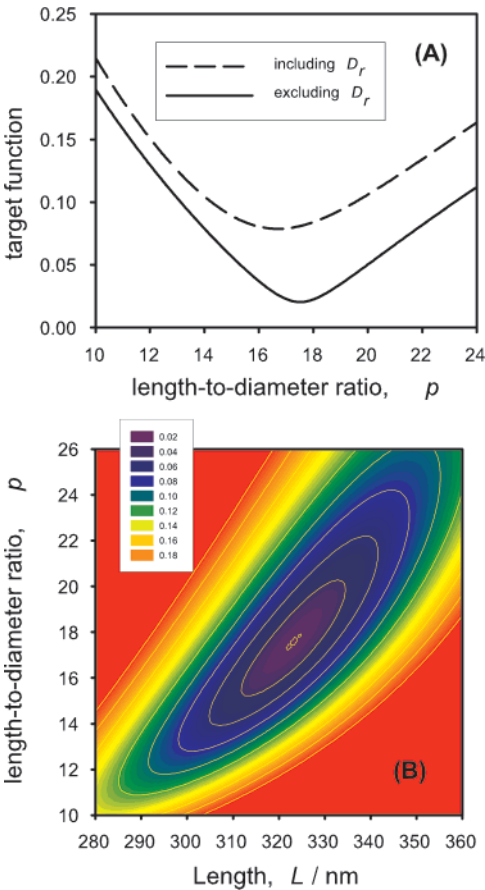 0.25
0.20
0.15
0.10
0.05
0.00
target function
including Dr
excluding Dr
(A)
10 12 14 16 18 20 22 24
length-to-diameter ratio, p
0.02
0.04
0.06
0.08
0.10
0.12
0.14
0.16
0.18
26
24
22
20
18
16
14
12
10
length-to-diameter ratio, p
(B)
280 290 300 310 320 330 340 350 360
Length, L / nm